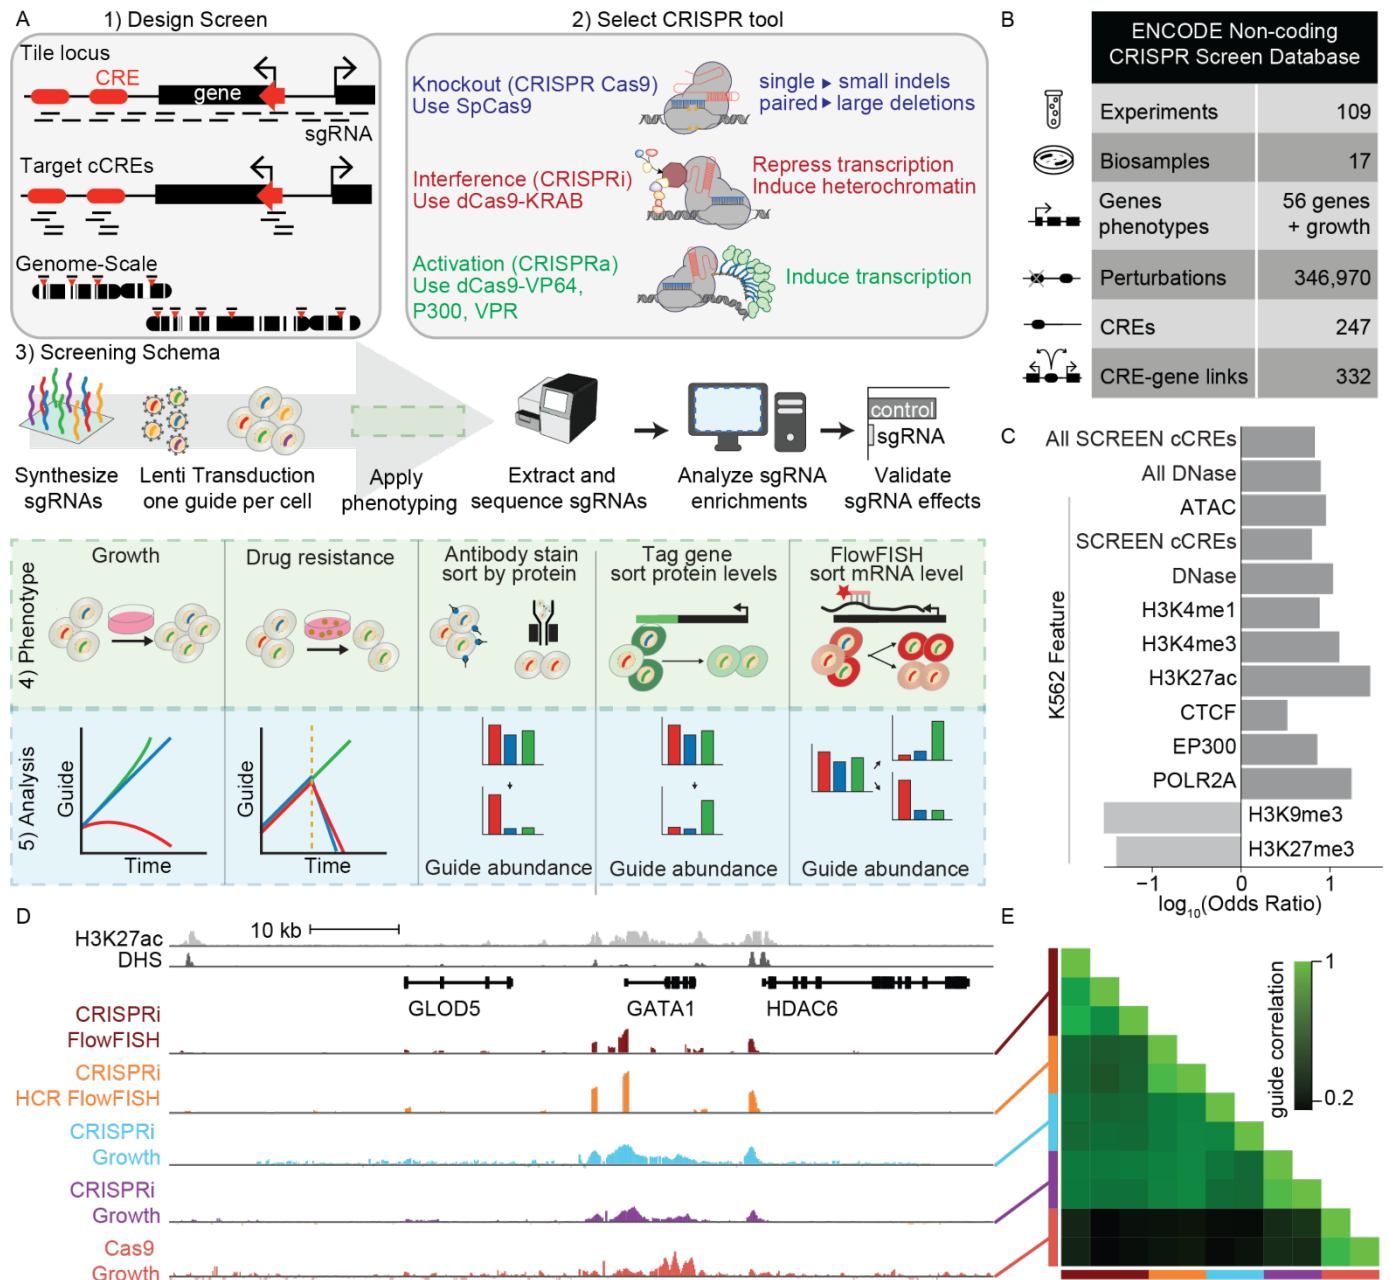 A
1) Design Screen
Tile locus
CRE
gene
sgRNA
Target cCREs
Genome-Scale
2) Select CRISPR tool
Knockout (CRISPR Cas9)
Use SpCas9
single ▸ small indels
paired ▸ large deletions
Interference (CRISPRi)
Use dCas9-KRAB
Repress transcription
Induce heterochromatin
Activation (CRISPRa)
Use dCas9-VP64,
P300, VPR
Induce transcription
3) Screening Schema
Synthesize
sgRNAs
Lenti Transduction
one guide per cell
Apply
phenotyping
Extract and
sequence sgRNAs
Analyze sgRNA
enrichments
control
sgRNA
Validate
sgRNA effects
4) Phenotype
Growth
Drug resistance
Antibody stain
sort by protein
Tag gene
sort protein levels
FlowFISH
sort mRNA level
5) Analysis
Guide
Time
Guide
Time
Guide abundance
Guide abundance
Guide abundance
B
ENCODE Non-coding
CRISPR Screen Database
Experiments 109
Biosamples 17
Genes phenotypes 56 genes + growth
Perturbations 346,970
CREs 247
CRE-gene links 332
C
All SCREEN cCREs
All DNase
K562 Feature
ATAC
SCREEN cCREs
DNase
H3K4me1
H3K4me3
H3K27ac
CTCF
EP300
POLR2A
H3K9me3
H3K27me3
−1 0 1
log10(Odds Ratio)
D
10 kb
H3K27ac
DHS
GLOD5 GATA1 HDAC6
CRISPRi
FlowFISH
CRISPRi
HCR FlowFISH
CRISPRi
Growth
CRISPRi
Growth
Cas9
Growth
E
guide correlation
1
0.2